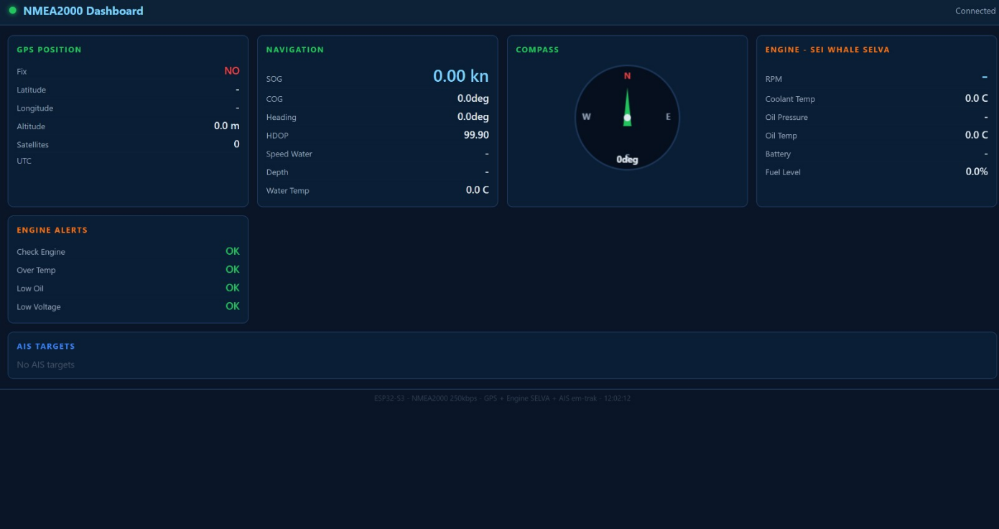 NMEA2000 Dashboard
Connected
GPS POSITION
Fix NO
Latitude -
Longitude -
Altitude 0.0 m
Satellites 0
UTC
NAVIGATION
SOG 0.00 kn
COG 0.0deg
Heading 0.0deg
HDOP 99.90
Speed Water -
Depth -
Water Temp 0.0 C
COMPASS
N
W E
0deg
ENGINE - SEI WHALE SELVA
RPM -
Coolant Temp 0.0 C
Oil Pressure -
Oil Temp 0.0 C
Battery -
Fuel Level 0.0%
ENGINE ALERTS
Check Engine OK
Over Temp OK
Low Oil OK
Low Voltage OK
AIS TARGETS
No AIS targets
ESP32-S3 - NMEA2000 250kbps - GPS + Engine SELVA + AIS em-trak - 12:02:12